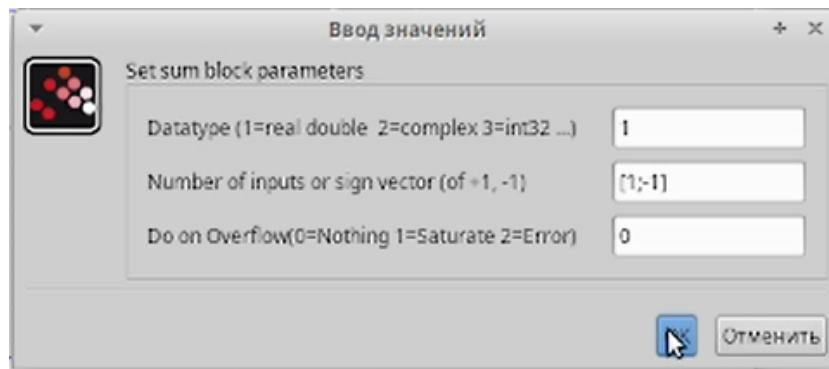 Ввод значений
Set sum block parameters
Datatype (1=real double 2=complex 3=int32 ...) 1
Number of inputs or sign vector (of +1, -1) [1;-1]
Do on Overflow(0=Nothing 1=Saturate 2=Error) 0
Отменить